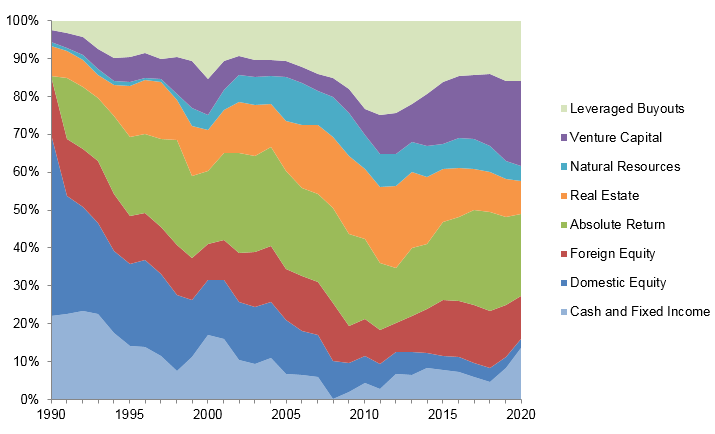 100%
90%
80%
70%
60%
50%
40%
30%
20%
10%
0%
1990 1995 2000 2005 2010 2015 2020
Leveraged Buyouts
Venture Capital
Natural Resources
Real Estate
Absolute Return
Foreign Equity
Domestic Equity
Cash and Fixed Income